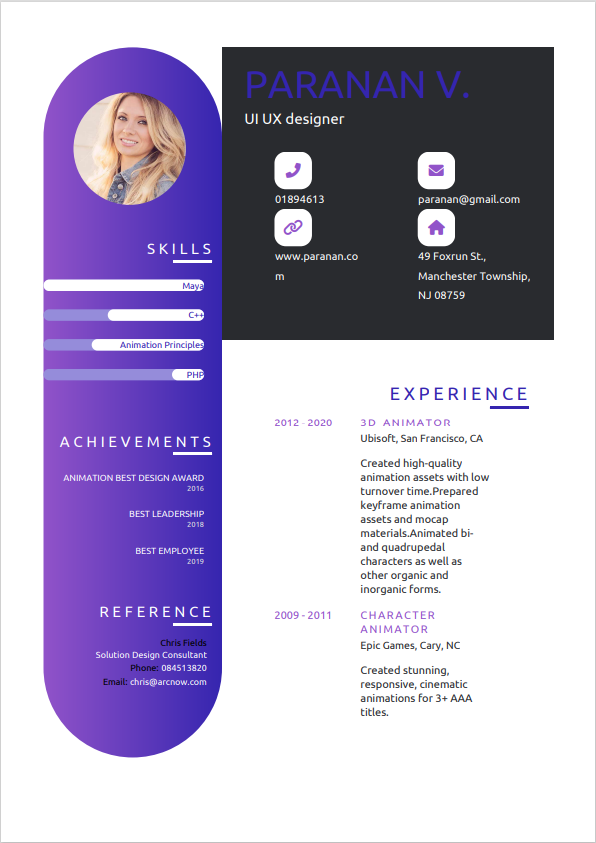 PARANAN V.
UI UX designer
01894613
paranan@gmail.com
www.paranan.co
m
49 Foxrun St.,
Manchester Township,
NJ 08759
SKILLS
Maya
C++
Animation Principles
PHP
ACHIEVEMENTS
ANIMATION BEST DESIGN AWARD
2016
BEST LEADERSHIP
2018
BEST EMPLOYEE
2019
REFERENCE
Chris Fields
Solution Design Consultant
Phone: 084513820
Email: chris@arcnow.com
EXPERIENCE
2012 - 2020
3D ANIMATOR
Ubisoft, San Francisco, CA
Created high-quality
animation assets with low
turnover time.Prepared
keyframe animation
assets and mocap
materials.Animated bi-
and quadrupedal
characters as well as
other organic and
inorganic forms.
2009 - 2011
CHARACTER
ANIMATOR
Epic Games, Cary, NC
Created stunning,
responsive, cinematic
animations for 3+ AAA
titles.